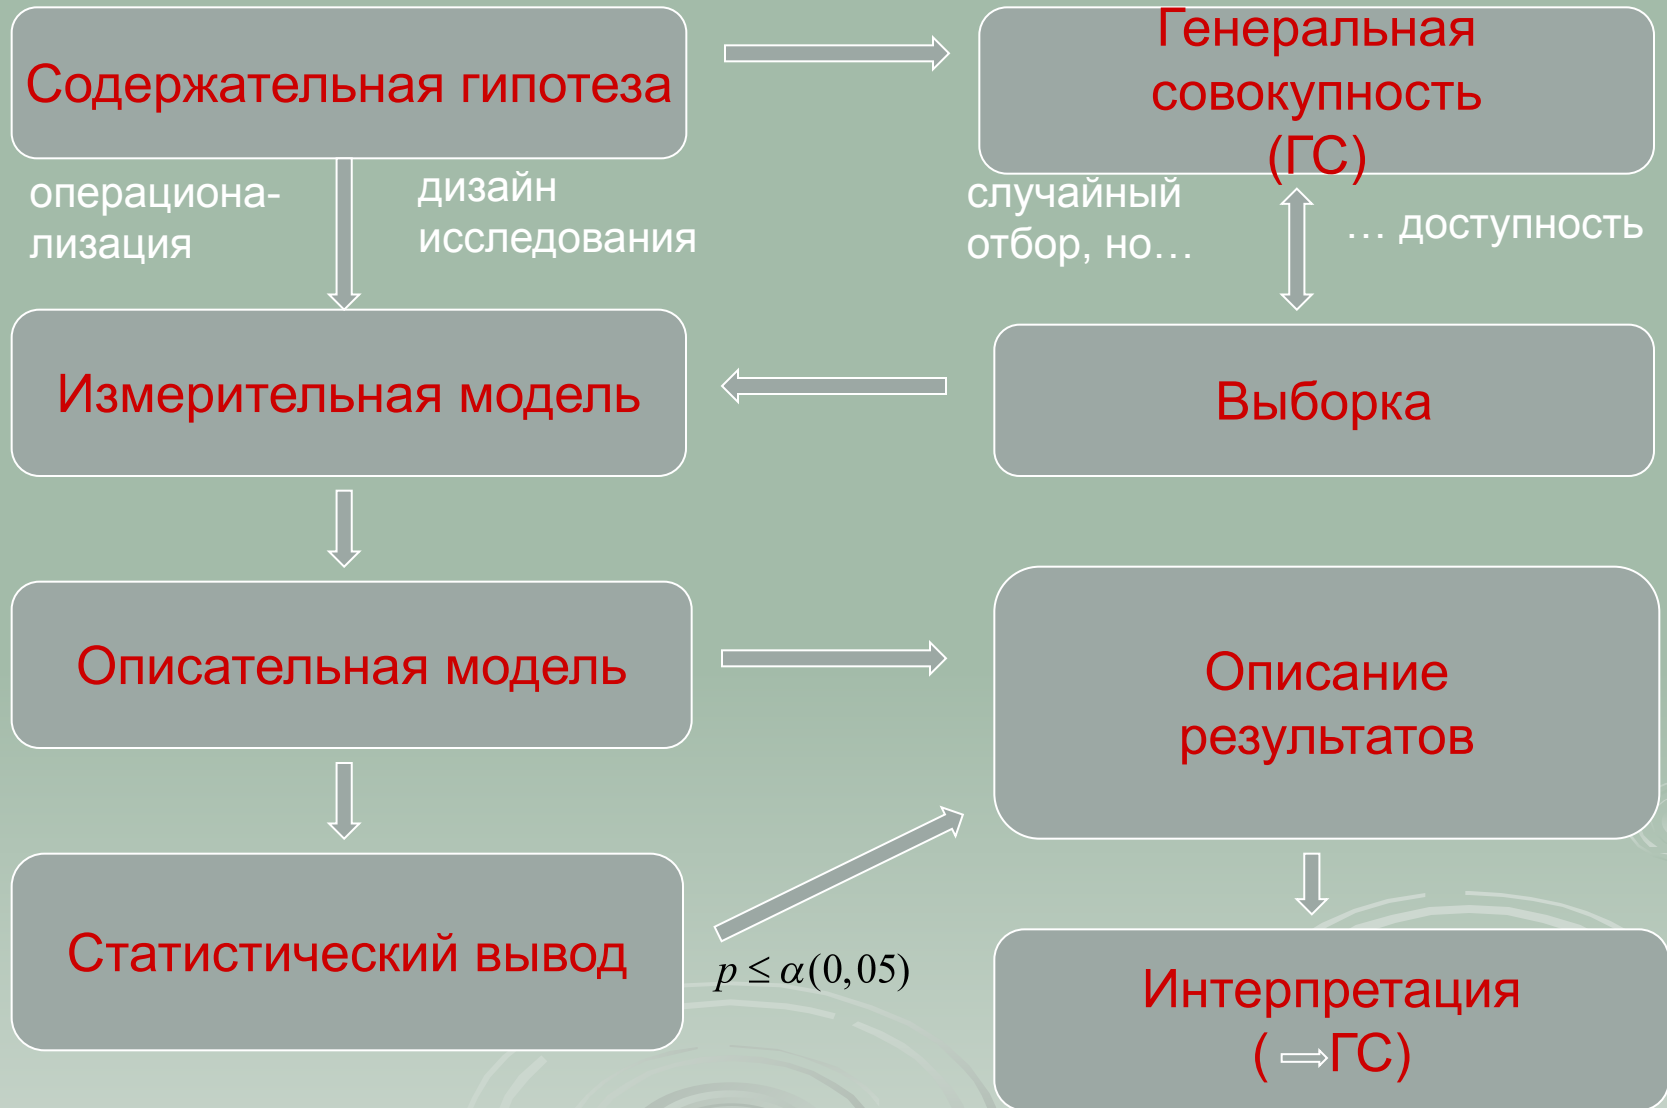 Содержательная гипотеза
Генеральная
совокупность
(ГС)
операциона-
лизация
дизайн
исследования
случайный
отбор, но…
… доступность
Измерительная модель
Выборка
Описательная модель
Описание
результатов
Статистический вывод
p ≤ α(0,05)
Интерпретация
( ⇒ГС)